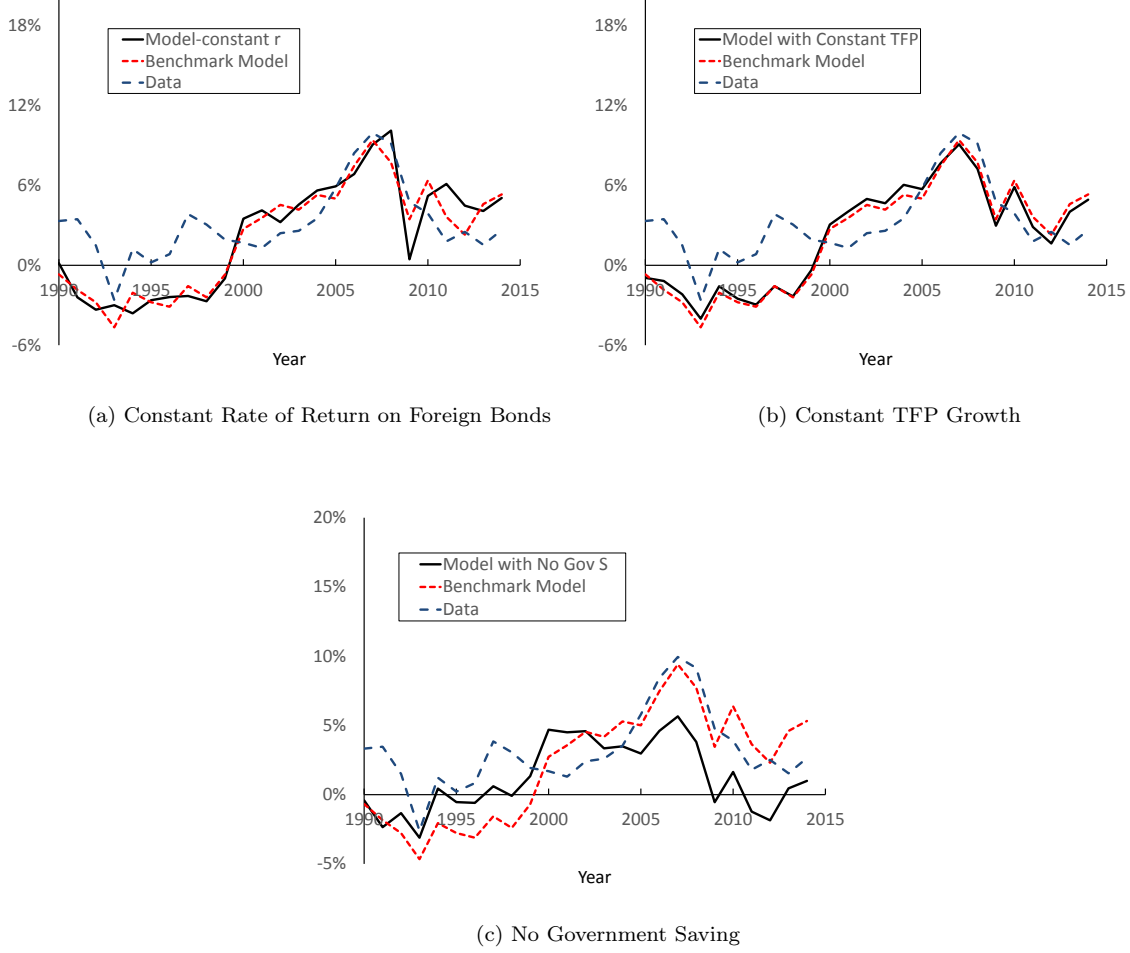 18%
12%
6%
0%
-6%
Model-constant r
Benchmark Model
Data
1990
1995
2000
2005
2010
2015
Year
(a) Constant Rate of Return on Foreign Bonds
18%
12%
6%
0%
-6%
Model with Constant TFP
Benchmark Model
Data
1990
1995
2000
2005
2010
2015
Year
(b) Constant TFP Growth
20%
15%
10%
5%
0%
-5%
Model with No Gov S
Benchmark Model
Data
1990
1995
2000
2005
2010
2015
Year
(c) No Government Saving